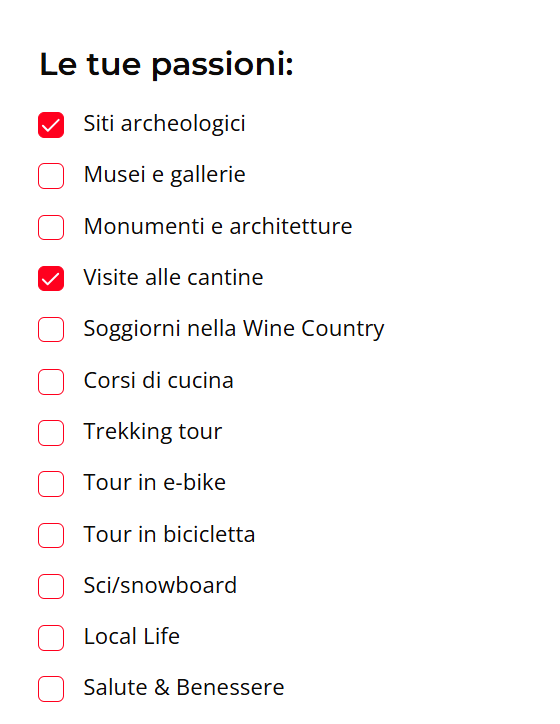 Le tue passioni:
Siti archeologici
Musei e gallerie
Monumenti e architetture
Visite alle cantine
Soggiorni nella Wine Country
Corsi di cucina
Trekking tour
Tour in e-bike
Tour in bicicletta
Sci/snowboard
Local Life
Salute & Benessere